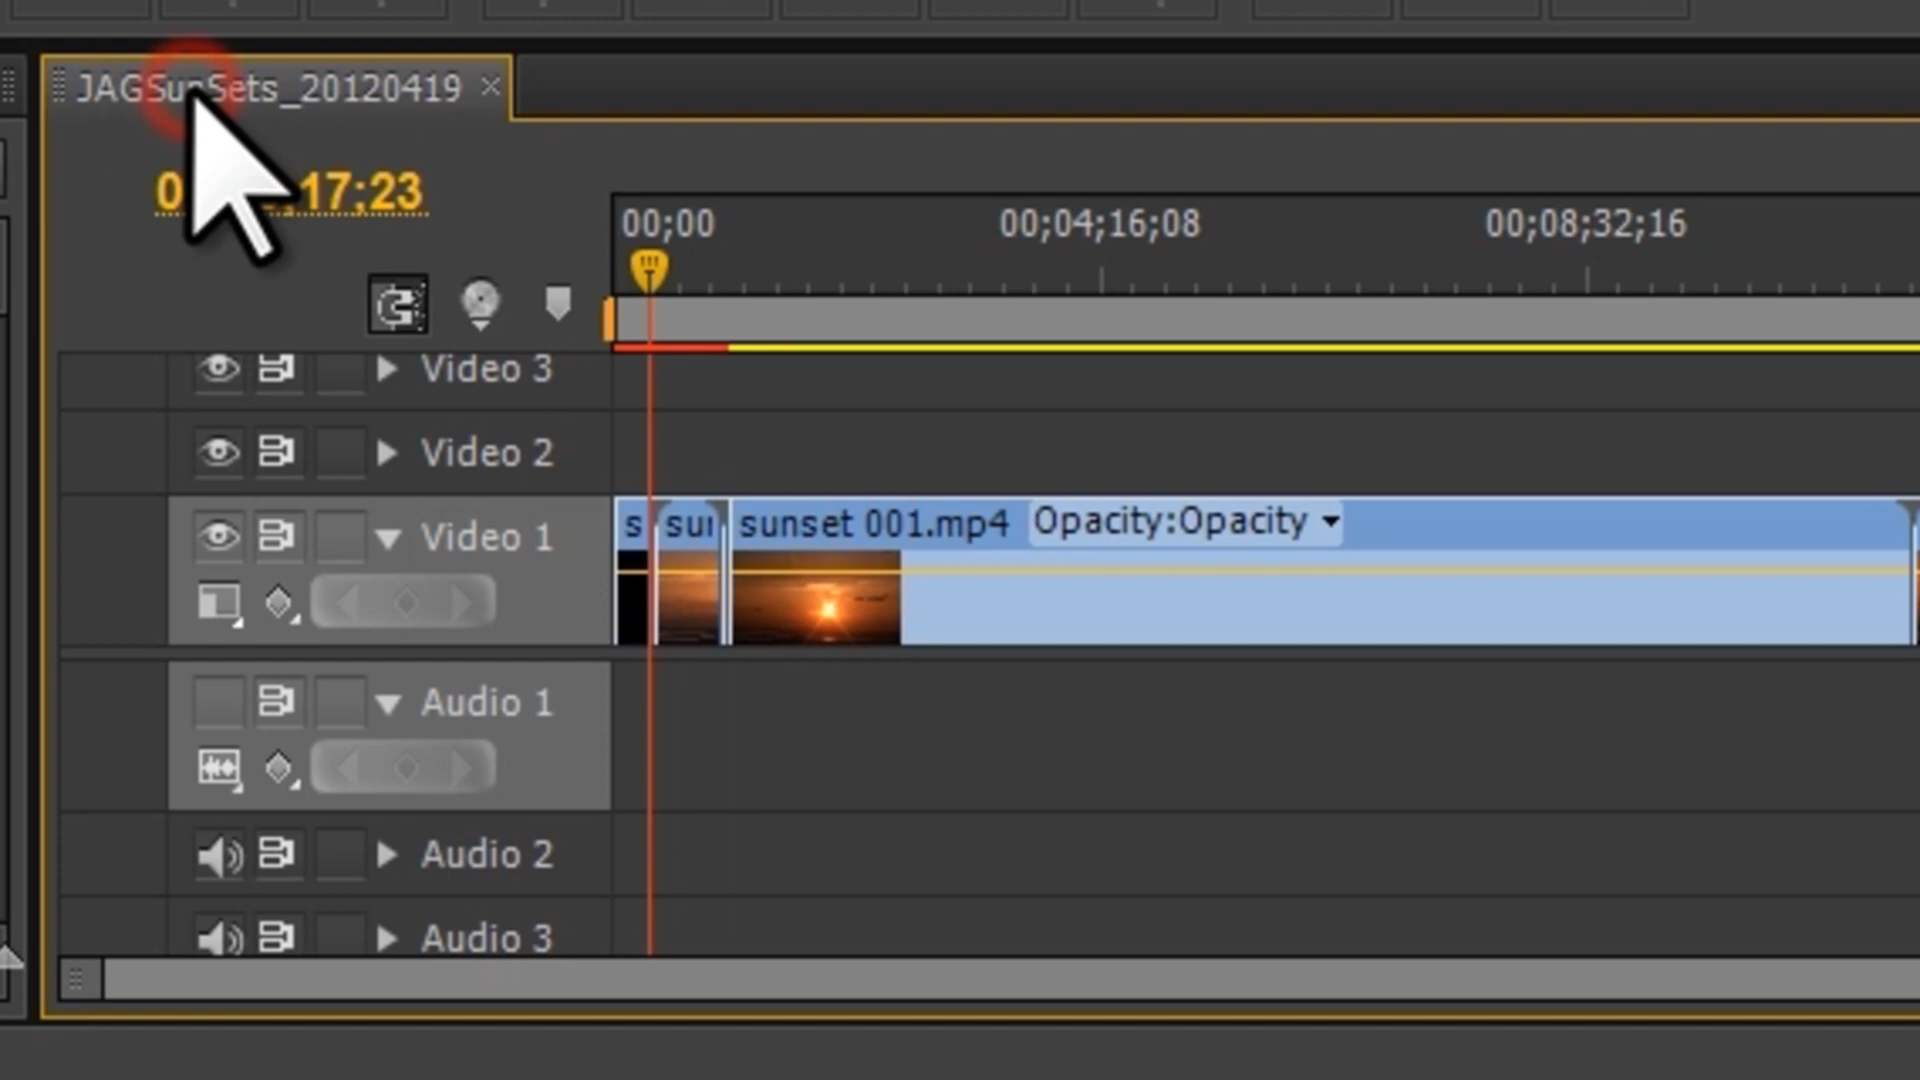 JAGSunSets_20120419
17;23
00;00 00;04;16;08 00;08;32;16
Video 3
Video 2
Video 1
s sunset 001.mp4 Opacity:Opacity
Audio 1
Audio 2
Audio 3